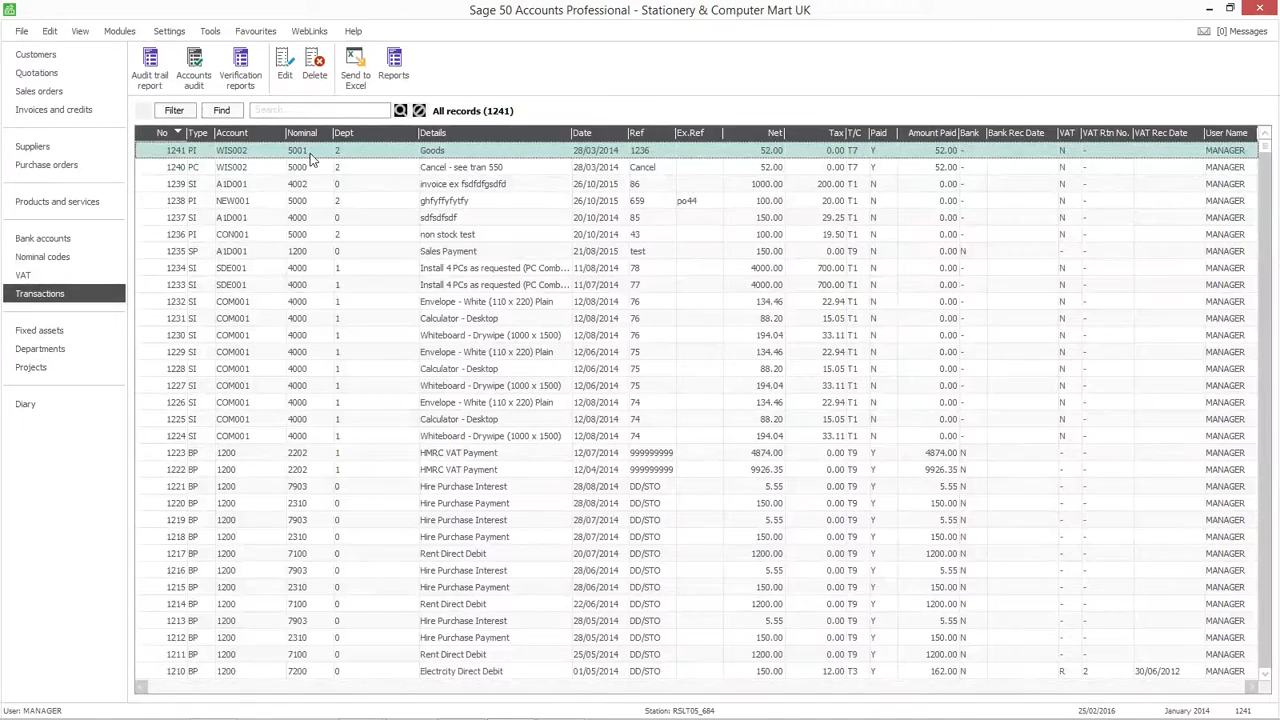 Sage 50 Accounts Professional - Stationery & Computer Mart UK
File Edit View Modules Settings Tools Favourites WebLinks Help [0] Messages
Customers
Quotations
Sales orders
Invoices and credits
Suppliers
Purchase orders
Products and services
Bank accounts
Nominal codes
VAT
Transactions
Fixed assets
Departments
Projects
Diary
Audit trail report
Accounts audit
Verification reports
Edit
Delete
Send to Excel
Reports
Filter Find Search... All records (1241)
No Type Account Nominal Dept Details Date Ref Ex.Ref Net Tax T/C Paid Amount Paid Bank Bank Rec Date VAT VAT Rtn No. VAT Rec Date User Name
1241 PI WIS002 5001 2 Goods 28/03/2014 1236 52.00 0.00 T7 Y 52.00 - N - MANAGER
1240 PC WIS002 5000 2 Cancel - see tran 550 28/03/2014 Cancel 52.00 0.00 T7 Y 52.00 - N - MANAGER
1239 SI A1D001 4002 0 invoice ex fsdfdfgsdfd 26/10/2015 86 1000.00 200.00 T1 N 0.00 - N - MANAGER
1238 PI NEW001 5000 2 ghfyffyfytfy 26/10/2015 659 po44 100.00 20.00 T1 N 0.00 - N - MANAGER
1237 SI A1D001 4000 0 sdfsdfsdf 20/10/2014 85 150.00 29.25 T1 N 0.00 - N - MANAGER
1236 PI CON001 5000 2 non stock test 20/10/2014 43 100.00 19.50 T1 N 0.00 - N - MANAGER
1235 SP A1D001 1200 0 Sales Payment 21/08/2015 test 150.00 0.00 T9 N 0.00 N - - MANAGER
1234 SI SDE001 4000 1 Install 4 PCs as requested (PC Comb... 11/08/2014 78 4000.00 700.00 T1 N 0.00 - N - MANAGER
1233 SI SDE001 4000 1 Install 4 PCs as requested (PC Comb... 11/07/2014 77 4000.00 700.00 T1 N 0.00 - N - MANAGER
1232 SI COM001 4000 1 Envelope - White (110 x 220) Plain 12/08/2014 76 134.46 22.94 T1 N 0.00 - N - MANAGER
1231 SI COM001 4000 1 Calculator - Desktop 12/08/2014 76 88.20 15.05 T1 N 0.00 - N - MANAGER
1230 SI COM001 4000 1 Whiteboard - Drywipe (1000 x 1500) 12/08/2014 76 194.04 33.11 T1 N 0.00 - N - MANAGER
1229 SI COM001 4000 1 Envelope - White (110 x 220) Plain 12/06/2014 75 134.46 22.94 T1 N 0.00 - N - MANAGER
1228 SI COM001 4000 1 Calculator - Desktop 12/06/2014 75 88.20 15.05 T1 N 0.00 - N - MANAGER
1227 SI COM001 4000 1 Whiteboard - Drywipe (1000 x 1500) 12/06/2014 75 194.04 33.11 T1 N 0.00 - N - MANAGER
1226 SI COM001 4000 1 Envelope - White (110 x 220) Plain 12/08/2014 74 134.46 22.94 T1 N 0.00 - N - MANAGER
1225 SI COM001 4000 1 Calculator - Desktop 12/08/2014 74 88.20 15.05 T1 N 0.00 - N - MANAGER
1224 SI COM001 4000 1 Whiteboard - Drywipe (1000 x 1500) 12/08/2014 74 194.04 33.11 T1 N 0.00 - N - MANAGER
1223 BP 1200 2202 1 HMRC VAT Payment 12/07/2014 999999999 4874.00 0.00 T9 Y 4874.00 N - - MANAGER
1222 BP 1200 2202 1 HMRC VAT Payment 12/04/2014 999999999 9926.35 0.00 T9 Y 9926.35 N - - MANAGER
1221 BP 1200 7903 0 Hire Purchase Interest 28/08/2014 DD/STO 5.55 0.00 T9 Y 5.55 N - - MANAGER
1220 BP 1200 2310 0 Hire Purchase Payment 28/08/2014 DD/STO 150.00 0.00 T9 Y 150.00 N - - MANAGER
1219 BP 1200 7903 0 Hire Purchase Interest 28/07/2014 DD/STO 5.55 0.00 T9 Y 5.55 N - - MANAGER
1218 BP 1200 2310 0 Hire Purchase Payment 28/07/2014 DD/STO 150.00 0.00 T9 Y 150.00 N - - MANAGER
1217 BP 1200 7100 0 Rent Direct Debit 20/07/2014 DD/STO 1200.00 0.00 T9 Y 1200.00 N - - MANAGER
1216 BP 1200 7903 0 Hire Purchase Interest 28/06/2014 DD/STO 5.55 0.00 T9 Y 5.55 N - - MANAGER
1215 BP 1200 2310 0 Hire Purchase Payment 28/06/2014 DD/STO 150.00 0.00 T9 Y 150.00 N - - MANAGER
1214 BP 1200 7100 0 Rent Direct Debit 22/06/2014 DD/STO 1200.00 0.00 T9 Y 1200.00 N - - MANAGER
1213 BP 1200 7903 0 Hire Purchase Interest 28/05/2014 DD/STO 5.55 0.00 T9 Y 5.55 N - - MANAGER
1212 BP 1200 2310 0 Hire Purchase Payment 28/05/2014 DD/STO 150.00 0.00 T9 Y 150.00 N - - MANAGER
1211 BP 1200 7100 0 Rent Direct Debit 25/05/2014 DD/STO 1200.00 0.00 T9 Y 1200.00 N - - MANAGER
1210 BP 1200 7200 0 Electrcity Direct Debit 01/05/2014 DD/STO 150.00 12.00 T3 Y 162.00 N R 2 30/06/2012 MANAGER
User: MANAGER Station: RSLT05_684 25/02/2016 January 2014 1241